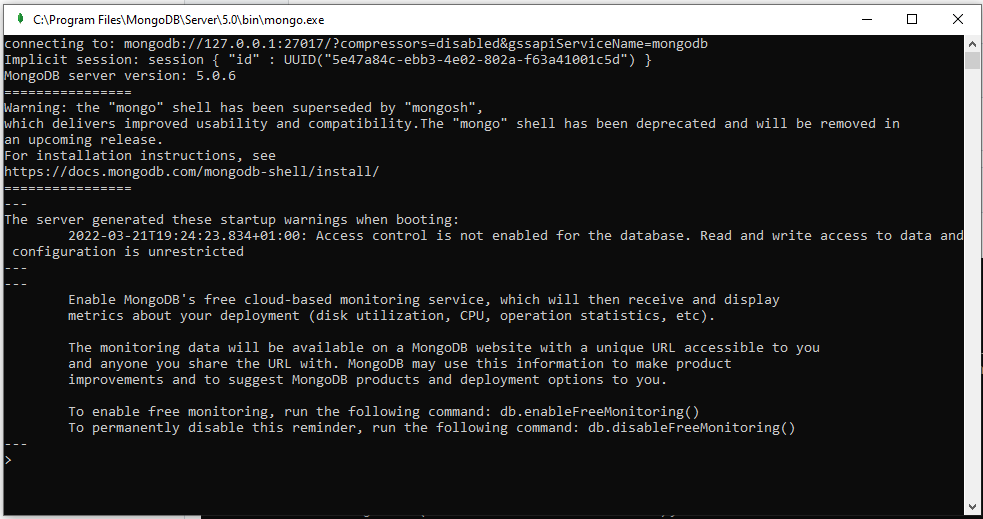 C:\Program Files\MongoDB\Server\5.0\bin\mongo.exe
connecting to: mongodb://127.0.0.1:27017/?compressors=disabled&gssapiServiceName=mongodb
Implicit session: session { "id" : UUID("5e47a84c-ebb3-4e02-802a-f63a41001c5d") }
MongoDB server version: 5.0.6
================
Warning: the "mongo" shell has been superseded by "mongosh",
which delivers improved usability and compatibility.The "mongo" shell has been deprecated and will be removed in
an upcoming release.
For installation instructions, see
https://docs.mongodb.com/mongodb-shell/install/
================
---
The server generated these startup warnings when booting:
        2022-03-21T19:24:23.834+01:00: Access control is not enabled for the database. Read and write access to data and
 configuration is unrestricted
---
---
        Enable MongoDB's free cloud-based monitoring service, which will then receive and display
        metrics about your deployment (disk utilization, CPU, operation statistics, etc).

        The monitoring data will be available on a MongoDB website with a unique URL accessible to you
        and anyone you share the URL with. MongoDB may use this information to make product
        improvements and to suggest MongoDB products and deployment options to you.

        To enable free monitoring, run the following command: db.enableFreeMonitoring()
        To permanently disable this reminder, run the following command: db.disableFreeMonitoring()
---
>